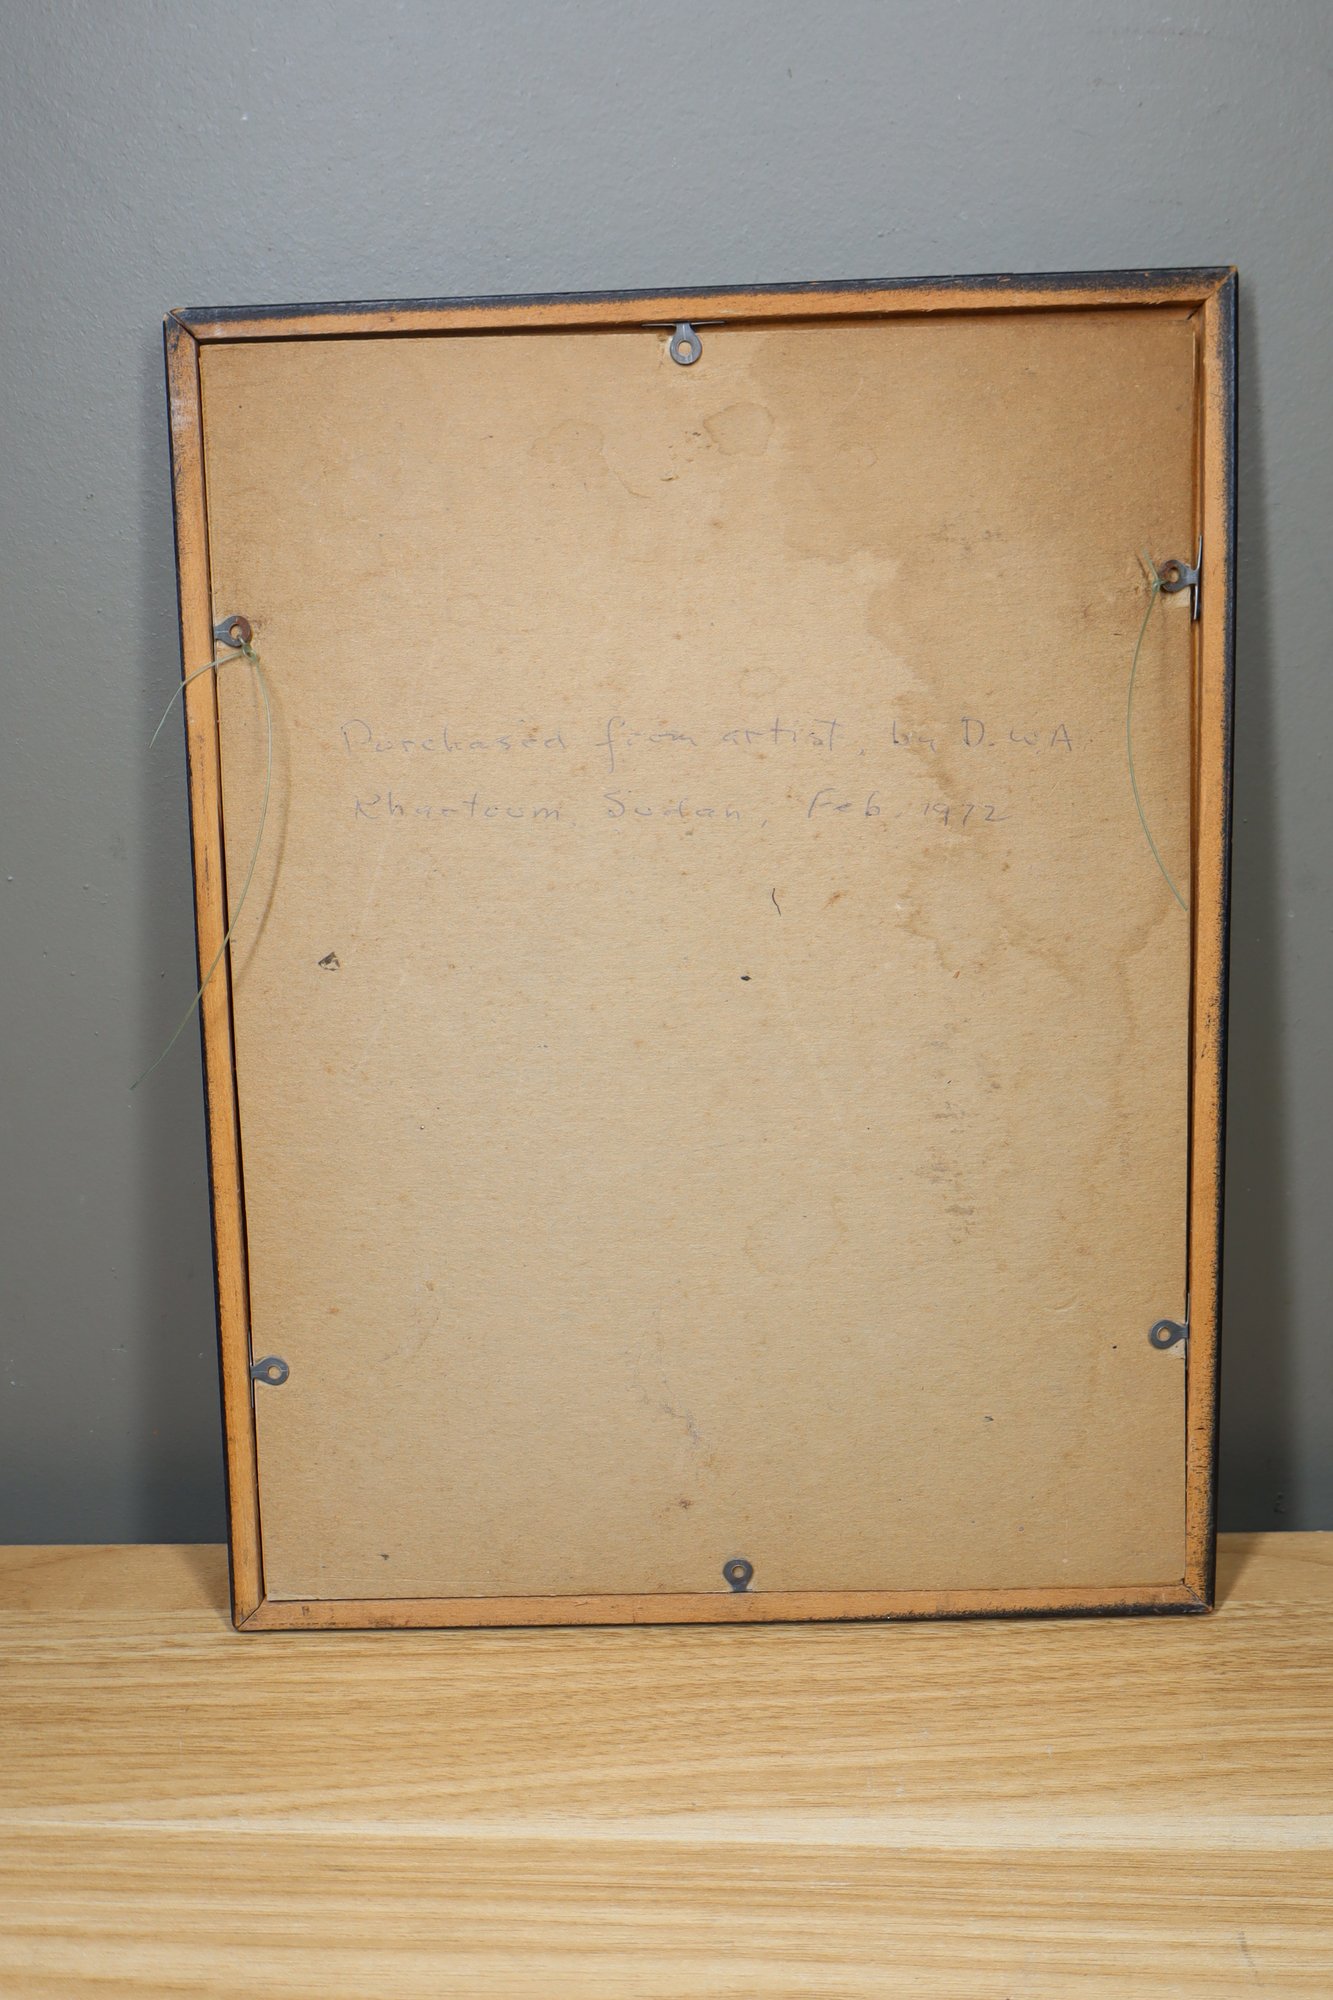 Purchased from artist, by D.W.A.
Khartoum, Sudan, Feb. 1972